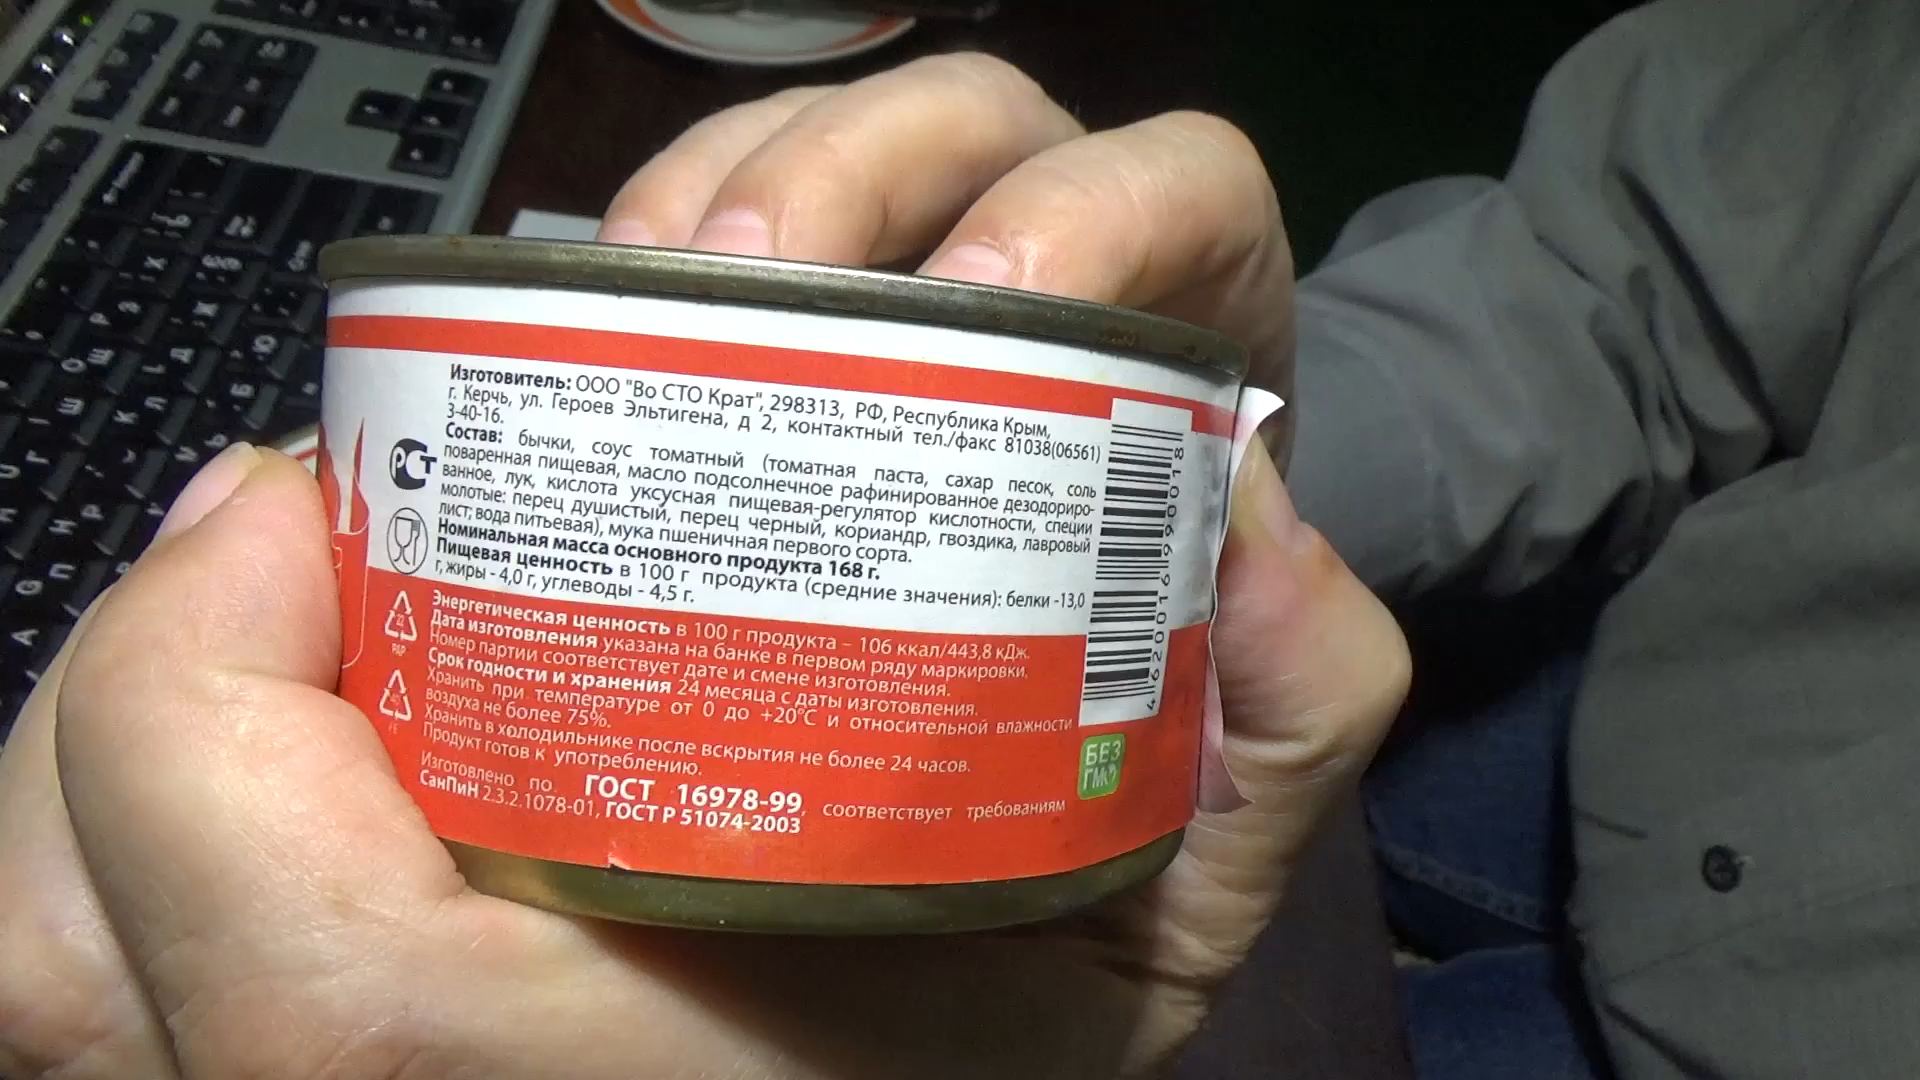 Изготовитель: ООО "Во СТО Крат", 298313, РФ, Республика Крым,
г. Керчь, ул. Героев Эльтигена, д 2, контактный тел./факс 81038(06561)
3-40-16.
Состав: бычки, соус томатный (томатная паста, сахар песок, соль
поваренная пищевая, масло подсолнечное рафинированное дезодориро-
ванное, лук, кислота уксусная пищевая-регулятор кислотности, специи
молотые: перец душистый, перец черный, кориандр, гвоздика, лавровый
лист; вода питьевая), мука пшеничная первого сорта.
Номинальная масса основного продукта 168 г.
Пищевая ценность в 100 г продукта (средние значения): белки -13,0
г, жиры - 4,0 г, углеводы - 4,5 г.
Энергетическая ценность в 100 г продукта – 106 ккал/443,8 кДж.
Дата изготовления указана на банке в первом ряду маркировки.
Номер партии соответствует дате и смене изготовления.
Срок годности и хранения 24 месяца с даты изготовления.
Хранить при температуре от 0 до +20°С и относительной влажности
воздуха не более 75%.
Хранить в холодильнике после вскрытия не более 24 часов.
Продукт готов к употреблению.
Изготовлено по ГОСТ 16978-99, соответствует требованиям
СанПиН 2.3.2.1078-01, ГОСТ Р 51074-2003
РСТ
22
PAP
4620016990018
БЕЗ
ГМО